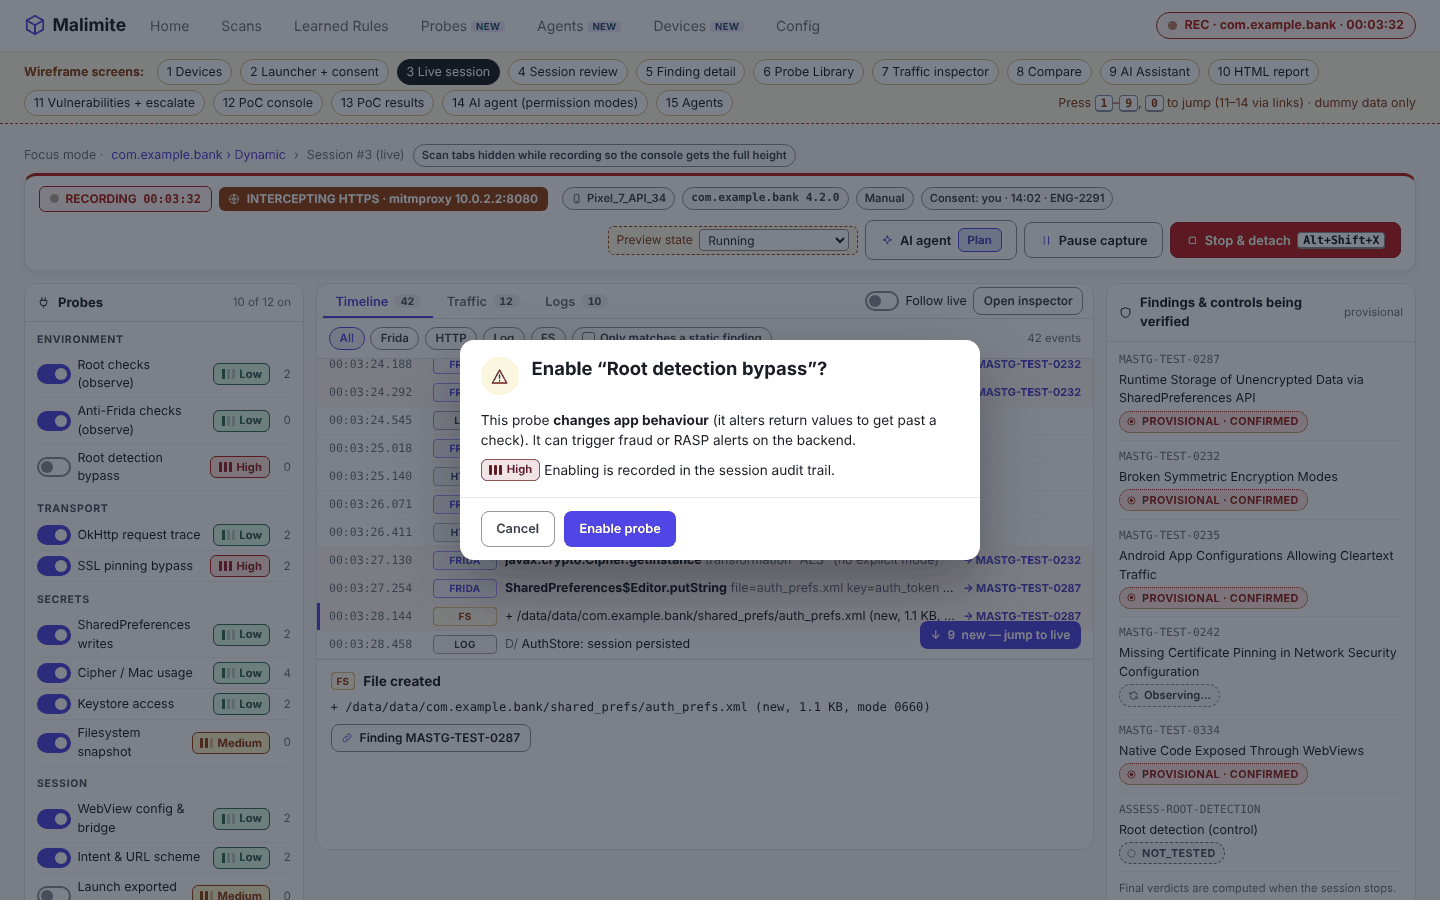 Malimite
Home
Scans
Learned Rules
Probes NEW
Agents NEW
Devices NEW
Config
REC · com.example.bank · 00:03:32
Wireframe screens:
1 Devices
2 Launcher + consent
3 Live session
4 Session review
5 Finding detail
6 Probe Library
7 Traffic inspector
8 Compare
9 AI Assistant
10 HTML report
11 Vulnerabilities + escalate
12 PoC console
13 PoC results
14 AI agent (permission modes)
15 Agents
Press 1–9, 0 to jump (11–14 via links) · dummy data only
Focus mode · com.example.bank › Dynamic › Session #3 (live)
Scan tabs hidden while recording so the console gets the full height
RECORDING 00:03:32
INTERCEPTING HTTPS · mitmproxy 10.0.2.2:8080
Pixel_7_API_34
com.example.bank 4.2.0
Manual
Consent: you · 14:02 · ENG-2291
Preview state Running
AI agent Plan
Pause capture
Stop & detach Alt+Shift+X
Probes
10 of 12 on
ENVIRONMENT
Root checks
(observe)
Low 2
Anti-Frida checks
(observe)
Low 0
Root detection
bypass
High 0
TRANSPORT
OkHttp request trace Low 2
SSL pinning bypass High 2
SECRETS
SharedPreferences
writes
Low 2
Cipher / Mac usage Low 4
Keystore access Low 2
Filesystem
snapshot
Medium 0
SESSION
WebView config &
bridge
Low 2
Intent & URL scheme Low 2
Launch exported
Medium 0
Timeline 42
Traffic 12
Logs 10
Follow live
Open inspector
All
Frida
HTTP
Log
FS
Only matches a static finding
42 events
00:03:24.188 MASTG-TEST-0232
00:03:24.292 MASTG-TEST-0232
00:03:24.545
00:03:25.018
00:03:25.140
00:03:26.071
00:03:26.411
Enable “Root detection bypass”?
This probe changes app behaviour (it alters return values to get past a
check). It can trigger fraud or RASP alerts on the backend.
High Enabling is recorded in the session audit trail.
Cancel
Enable probe
00:03:27.130 FRIDA javax.crypto.Cipher.getInstance transformation "AES" (no explicit mode) → MASTG-TEST-0232
00:03:27.254 FRIDA SharedPreferences$Editor.putString file=auth_prefs.xml key=auth_token ... → MASTG-TEST-0287
00:03:28.144 FS + /data/data/com.example.bank/shared_prefs/auth_prefs.xml (new, 1.1 KB, ... → MASTG-TEST-0287
00:03:28.458 LOG D/ AuthStore: session persisted
↓ 9 new — jump to live
FS File created
+ /data/data/com.example.bank/shared_prefs/auth_prefs.xml (new, 1.1 KB, mode 0660)
Finding MASTG-TEST-0287
Findings & controls being
verified
provisional
MASTG-TEST-0287
Runtime Storage of Unencrypted Data via
SharedPreferences API
PROVISIONAL · CONFIRMED
MASTG-TEST-0232
Broken Symmetric Encryption Modes
PROVISIONAL · CONFIRMED
MASTG-TEST-0235
Android App Configurations Allowing Cleartext
Traffic
PROVISIONAL · CONFIRMED
MASTG-TEST-0242
Missing Certificate Pinning in Network Security
Configuration
Observing…
MASTG-TEST-0334
Native Code Exposed Through WebViews
PROVISIONAL · CONFIRMED
ASSESS-ROOT-DETECTION
Root detection (control)
NOT_TESTED
Final verdicts are computed when the session stops.